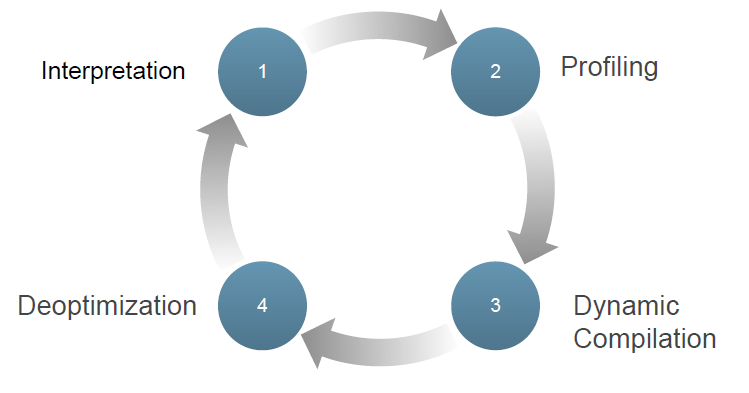 Interpretation
1
2
Profiling
Deoptimization
4
3
Dynamic
Compilation